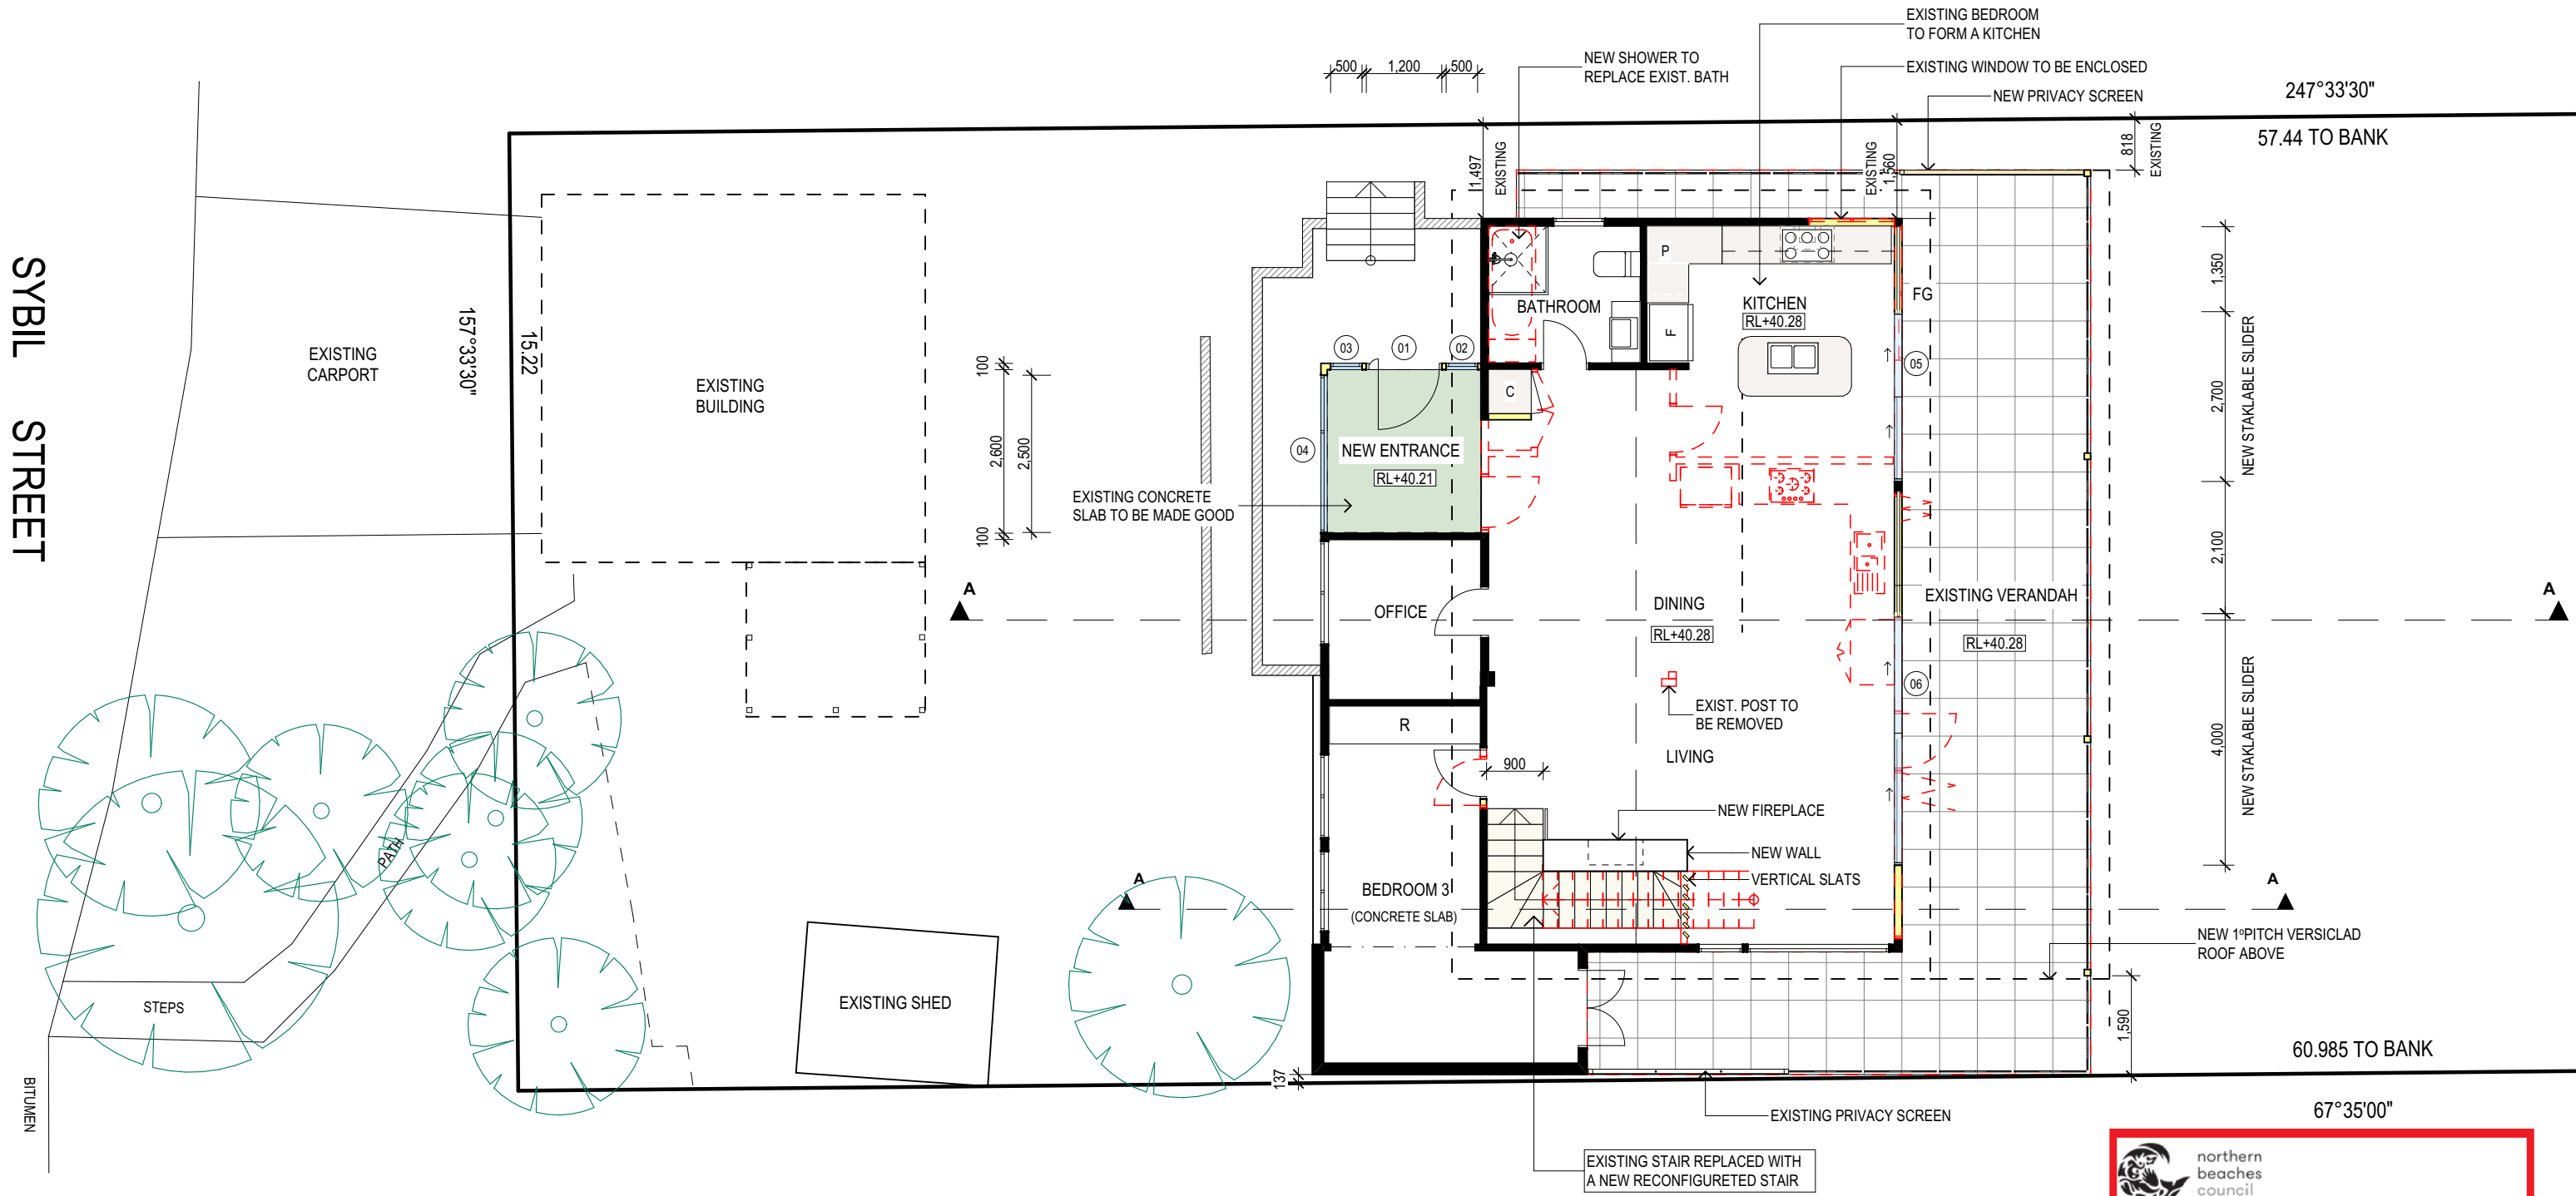 EXISTING BEDROOM
TO FORM A KITCHEN
NEW SHOWER TO
REPLACE EXIST. BATH
EXISTING WINDOW TO BE ENCLOSED
NEW PRIVACY SCREEN
247°33'30"
57.44 TO BANK
500
1,200
500
1,497
EXISTING
EXISTING
1,560
818
EXISTING
SYBIL STREET
EXISTING
CARPORT
157°33'30"
15.22
EXISTING
BUILDING
100
2,600
2,500
100
03
01
02
04
NEW ENTRANCE
RL+40.21
EXISTING CONCRETE
SLAB TO BE MADE GOOD
BATHROOM
P
F
C
KITCHEN
RL+40.28
FG
05
1,350
2,700
NEW STAKLABLE SLIDER
2,100
4,000
NEW STAKLABLE SLIDER
A
A
OFFICE
DINING
RL+40.28
EXISTING VERANDAH
RL+40.28
06
EXIST. POST TO
BE REMOVED
R
LIVING
900
NEW FIREPLACE
NEW WALL
VERTICAL SLATS
A
A
BEDROOM 3
(CONCRETE SLAB)
PATH
STEPS
BITUMEN
EXISTING SHED
NEW 1°PITCH VERSICLAD
ROOF ABOVE
1,590
137
60.985 TO BANK
67°35'00"
EXISTING PRIVACY SCREEN
EXISTING STAIR REPLACED WITH
A NEW RECONFIGURETED STAIR
northern
beaches
council